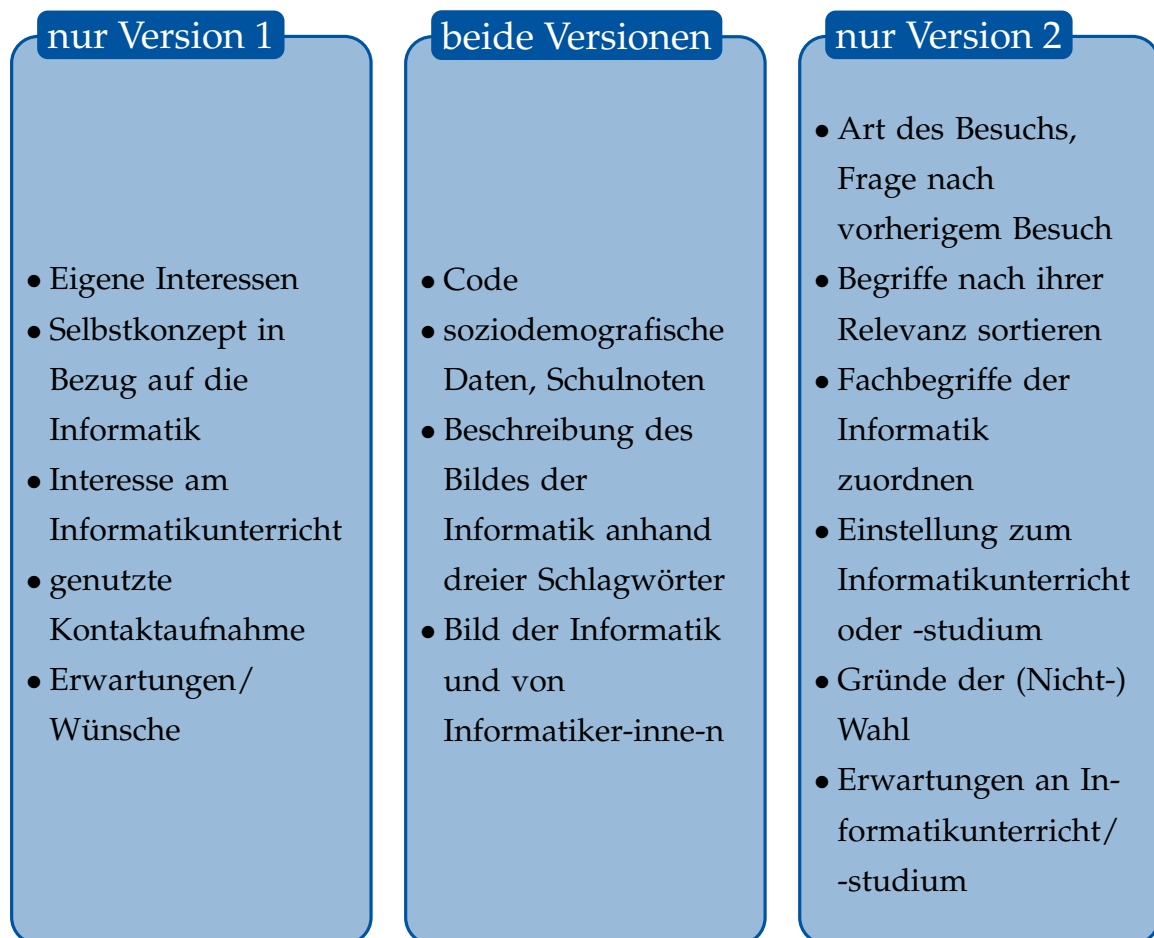 nur Version 1
• Eigene Interessen
• Selbstkonzept in
Bezug auf die
Informatik
• Interesse am
Informatikunterricht
• genutzte
Kontaktaufnahme
• Erwartungen/
Wünsche
beide Versionen
• Code
• soziodemografische
Daten, Schulnoten
• Beschreibung des
Bildes der
Informatik anhand
dreier Schlagwörter
• Bild der Informatik
und von
Informatiker-inne-n
nur Version 2
• Art des Besuchs,
Frage nach
vorherigem Besuch
• Begriffe nach ihrer
Relevanz sortieren
• Fachbegriffe der
Informatik
zuordnen
• Einstellung zum
Informatikunterricht
oder -studium
• Gründe der (Nicht-)
Wahl
• Erwartungen an In-
formatikunterricht/
-studium